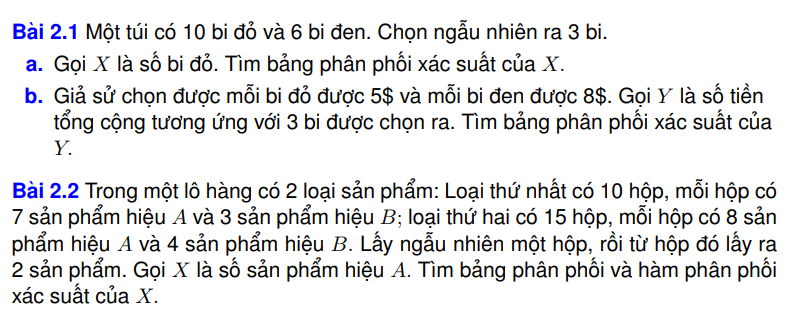 Bài 2.1 Một túi có 10 bi đỏ và 6 bi đen. Chọn ngẫu nhiên ra 3 bi.
a. Gọi X là số bi đỏ. Tìm bảng phân phối xác suất của X.
b. Giả sử chọn được mỗi bi đỏ được 5$ và mỗi bi đen được 8$. Gọi Y là số tiền
tổng cộng tương ứng với 3 bi được chọn ra. Tìm bảng phân phối xác suất của
Y.
Bài 2.2 Trong một lô hàng có 2 loại sản phẩm: Loại thứ nhất có 10 hộp, mỗi hộp có
7 sản phẩm hiệu A và 3 sản phẩm hiệu B; loại thứ hai có 15 hộp, mỗi hộp có 8 sản
phẩm hiệu A và 4 sản phẩm hiệu B. Lấy ngẫu nhiên một hộp, rồi từ hộp đó lấy ra
2 sản phẩm. Gọi X là số sản phẩm hiệu A. Tìm bảng phân phối và hàm phân phối
xác suất của X.